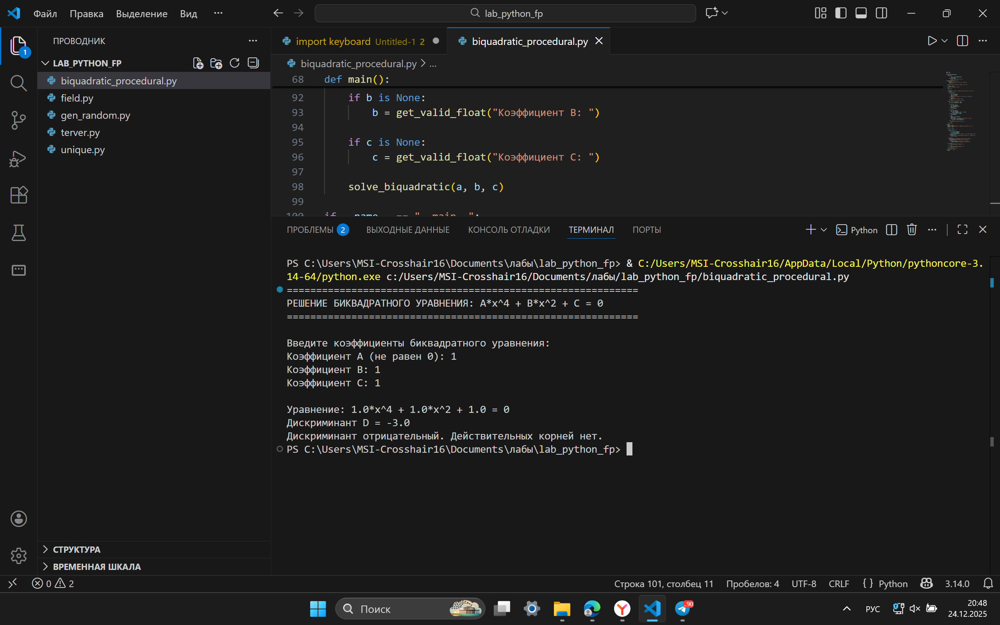 Файл Правка Выделение Вид ··· lab_python_fp
ПРОВОДНИК
import keyboard Untitled-1 2
biquadratic_procedural.py
LAB_PYTHON_FP
biquadratic_procedural.py > ...
biquadratic_procedural.py
field.py
gen_random.py
terver.py
unique.py
68 def main():
92 if b is None:
93 b = get_valid_float("Коэффициент B: ")
94
95 if c is None:
96 c = get_valid_float("Коэффициент C: ")
97
98 solve_biquadratic(a, b, c)
99
100 if __name__ == "__main__":
ПРОБЛЕМЫ 2 ВЫХОДНЫЕ ДАННЫЕ КОНСОЛЬ ОТЛАДКИ ТЕРМИНАЛ ПОРТЫ
Python
PS C:\Users\MSI-Crosshair16\Documents\лабы\lab_python_fp> & C:/Users/MSI-Crosshair16/AppData/Local/Python/pythoncore-3.
14-64/python.exe c:/Users/MSI-Crosshair16/Documents/лабы/lab_python_fp/biquadratic_procedural.py
============================================================
РЕШЕНИЕ БИКВАДРАТНОГО УРАВНЕНИЯ: A*x^4 + B*x^2 + C = 0
============================================================
Введите коэффициенты биквадратного уравнения:
Коэффициент A (не равен 0): 1
Коэффициент B: 1
Коэффициент C: 1
Уравнение: 1.0*x^4 + 1.0*x^2 + 1.0 = 0
Дискриминант D = -3.0
Дискриминант отрицательный. Действительных корней нет.
PS C:\Users\MSI-Crosshair16\Documents\лабы\lab_python_fp>
1
СТРУКТУРА
ВРЕМЕННАЯ ШКАЛА
0 2 Строка 101, столбец 11 Пробелов: 4 UTF-8 CRLF { } Python 3.14.0
Поиск
..90
РУС
20:48
24.12.2025